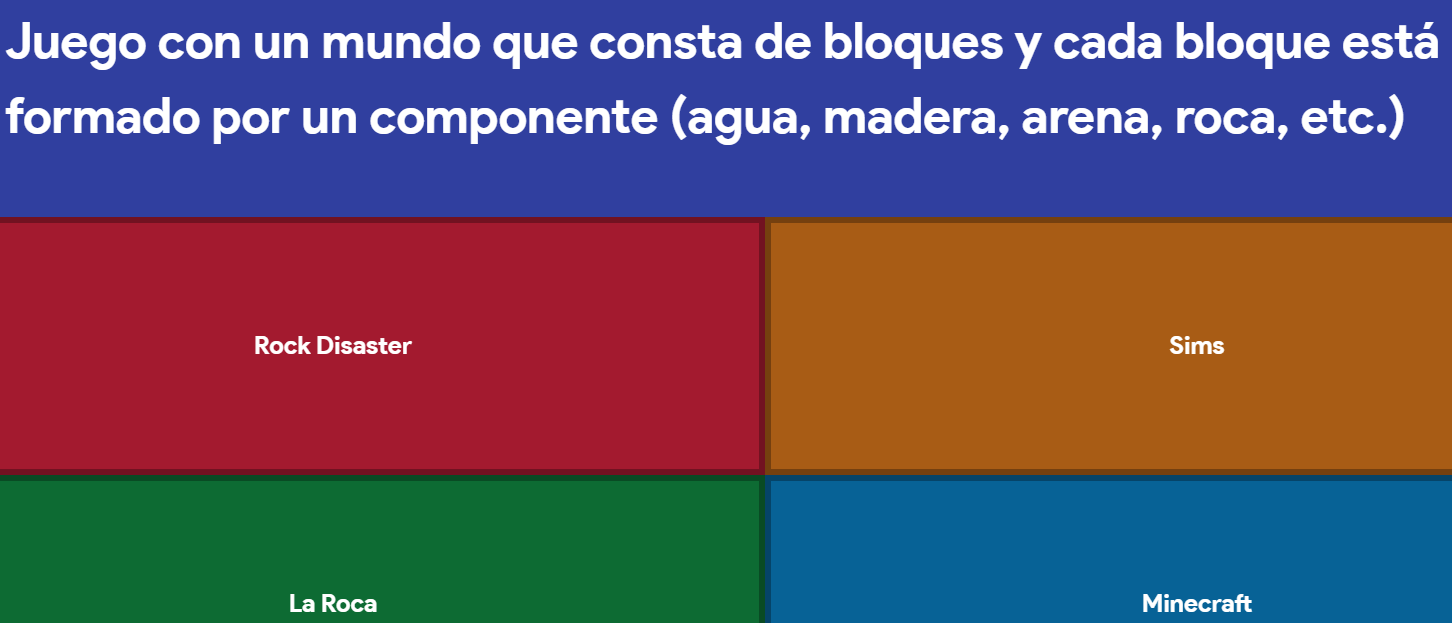 Juego con un mundo que consta de bloques y cada bloque está
formado por un componente (agua, madera, arena, roca, etc.)
Rock Disaster
Sims
La Roca
Minecraft